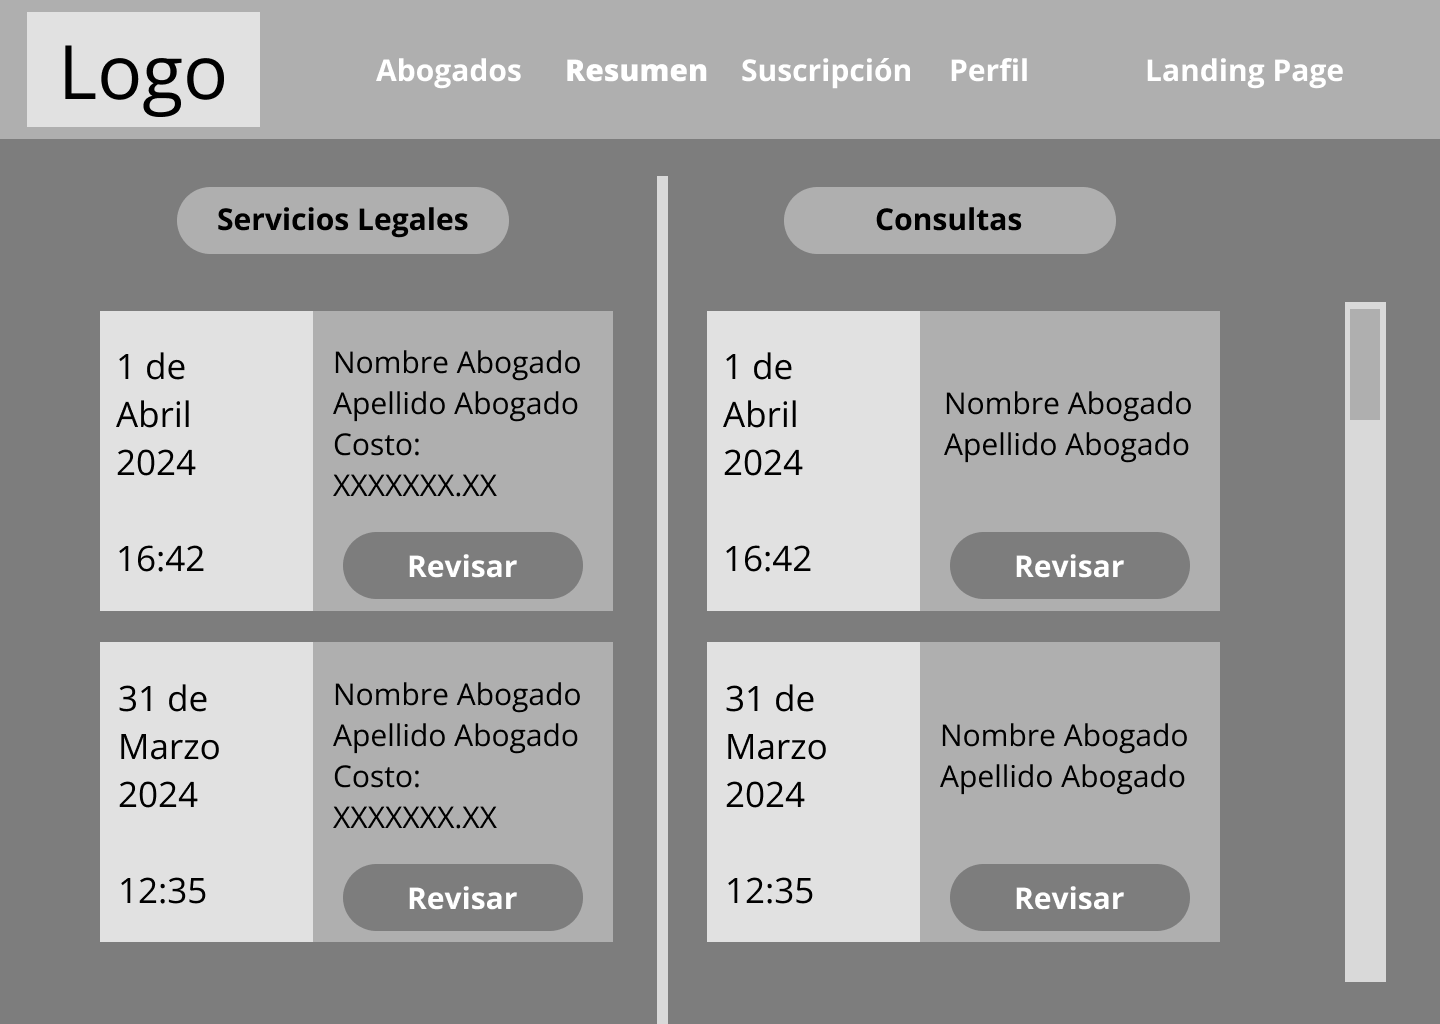 Logo
Abogados
Resumen
Suscripción
Perfil
Landing Page
Servicios Legales
1 de
Abril
2024
16:42
Nombre Abogado
Apellido Abogado
Costo:
XXXXXXX.XX
Revisar
31 de
Marzo
2024
12:35
Nombre Abogado
Apellido Abogado
Costo:
XXXXXXX.XX
Revisar
Consultas
1 de
Abril
2024
16:42
Nombre Abogado
Apellido Abogado
Revisar
31 de
Marzo
2024
12:35
Nombre Abogado
Apellido Abogado
Revisar